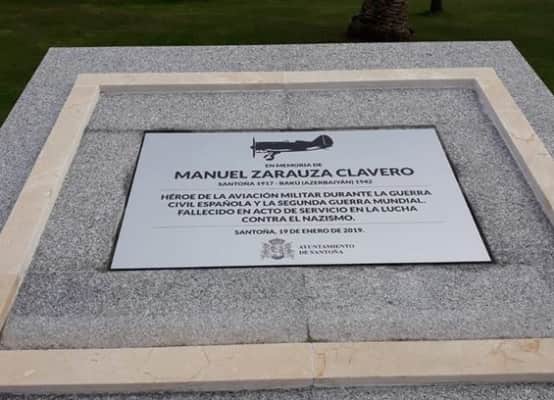 EN MEMORIA DE
MANUEL ZARAUZA CLAVERO
SANTOÑA 1917 - BAKÚ (AZERBAIYÁN) 1942
HÉROE DE LA AVIACIÓN MILITAR DURANTE LA GUERRA
CIVIL ESPAÑOLA Y LA SEGUNDA GUERRA MUNDIAL.
FALLECIDO EN ACTO DE SERVICIO EN LA LUCHA
CONTRA EL NAZISMO.
SANTOÑA, 19 DE ENERO DE 2019.
AYUNTAMIENTO
DE SANTOÑA